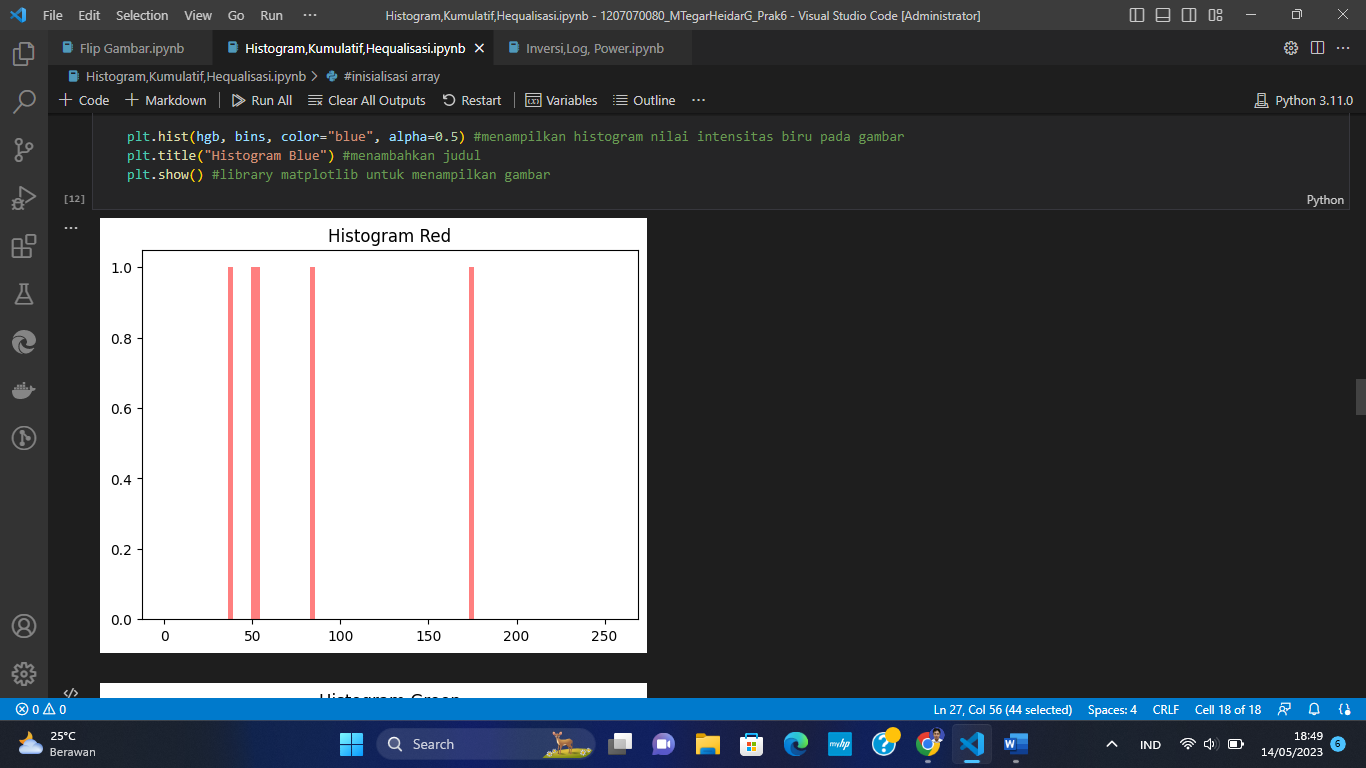 File Edit Selection View Go Run ··· Histogram,Kumulatif,Hequalisasi.ipynb - 1207070080_MTegarHeidarG_Prak6 - Visual Studio Code [Administrator]
Flip Gambar.ipynb Histogram,Kumulatif,Hequalisasi.ipynb Inversi,Log, Power.ipynb
Histogram,Kumulatif,Hequalisasi.ipynb > #inisialisasi array
+ Code + Markdown Run All Clear All Outputs Restart Variables Outline ··· Python 3.11.0
plt.hist(hgb, bins, color="blue", alpha=0.5) #menampilkan histogram nilai intensitas biru pada gambar
plt.title("Histogram Blue") #menambahkan judul
plt.show() #library matplotlib untuk menampilkan gambar
[12] Python
Histogram Red
1.0
0.8
0.6
0.4
0.2
0.0
0 50 100 150 200 250
Histogram Green
0 0 Ln 27, Col 56 (44 selected) Spaces: 4 CRLF Cell 18 of 18
25°C
Berawan
Search
myhp
IND
18:49
14/05/2023
6